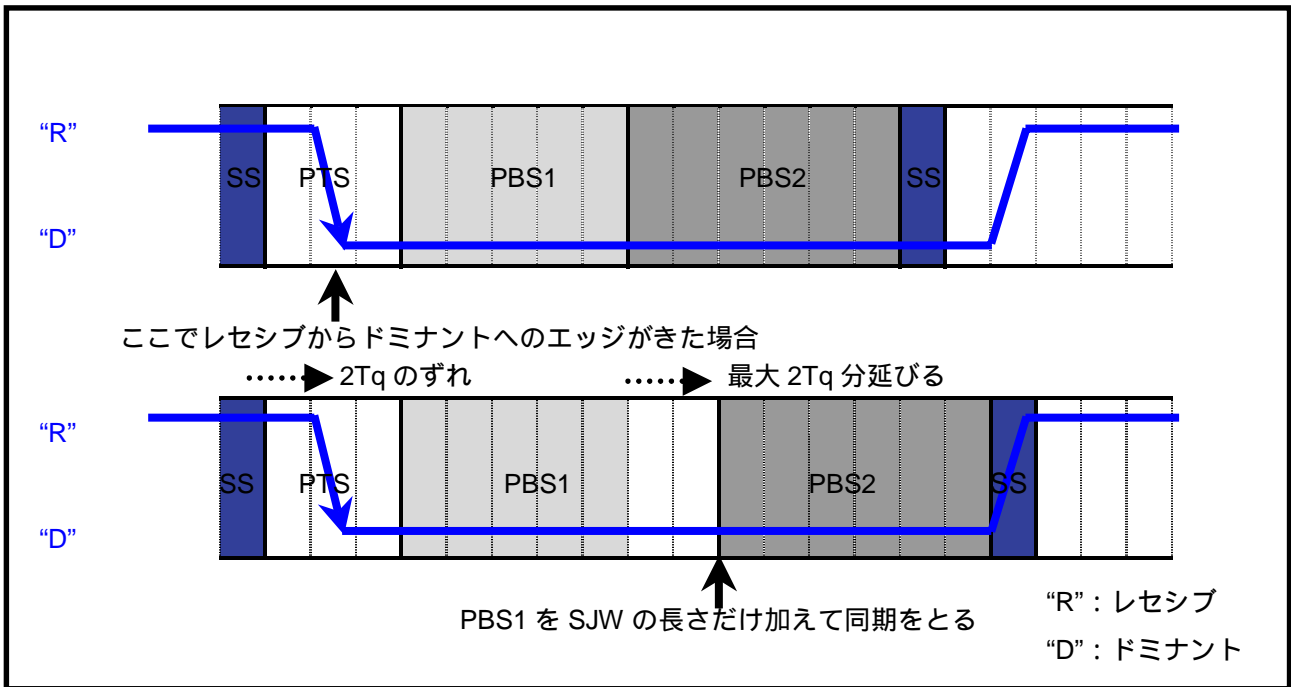 “R”
SS PTS PBS1 PBS2 SS
“D”
ここでレセシブからドミナントへのエッジがきた場合
2Tq のずれ 最大 2Tq 分延びる
“R”
SS PTS PBS1 PBS2 SS
“D”
PBS1 を SJW の長さだけ加えて同期をとる
“R”：レセシブ
“D”：ドミナント